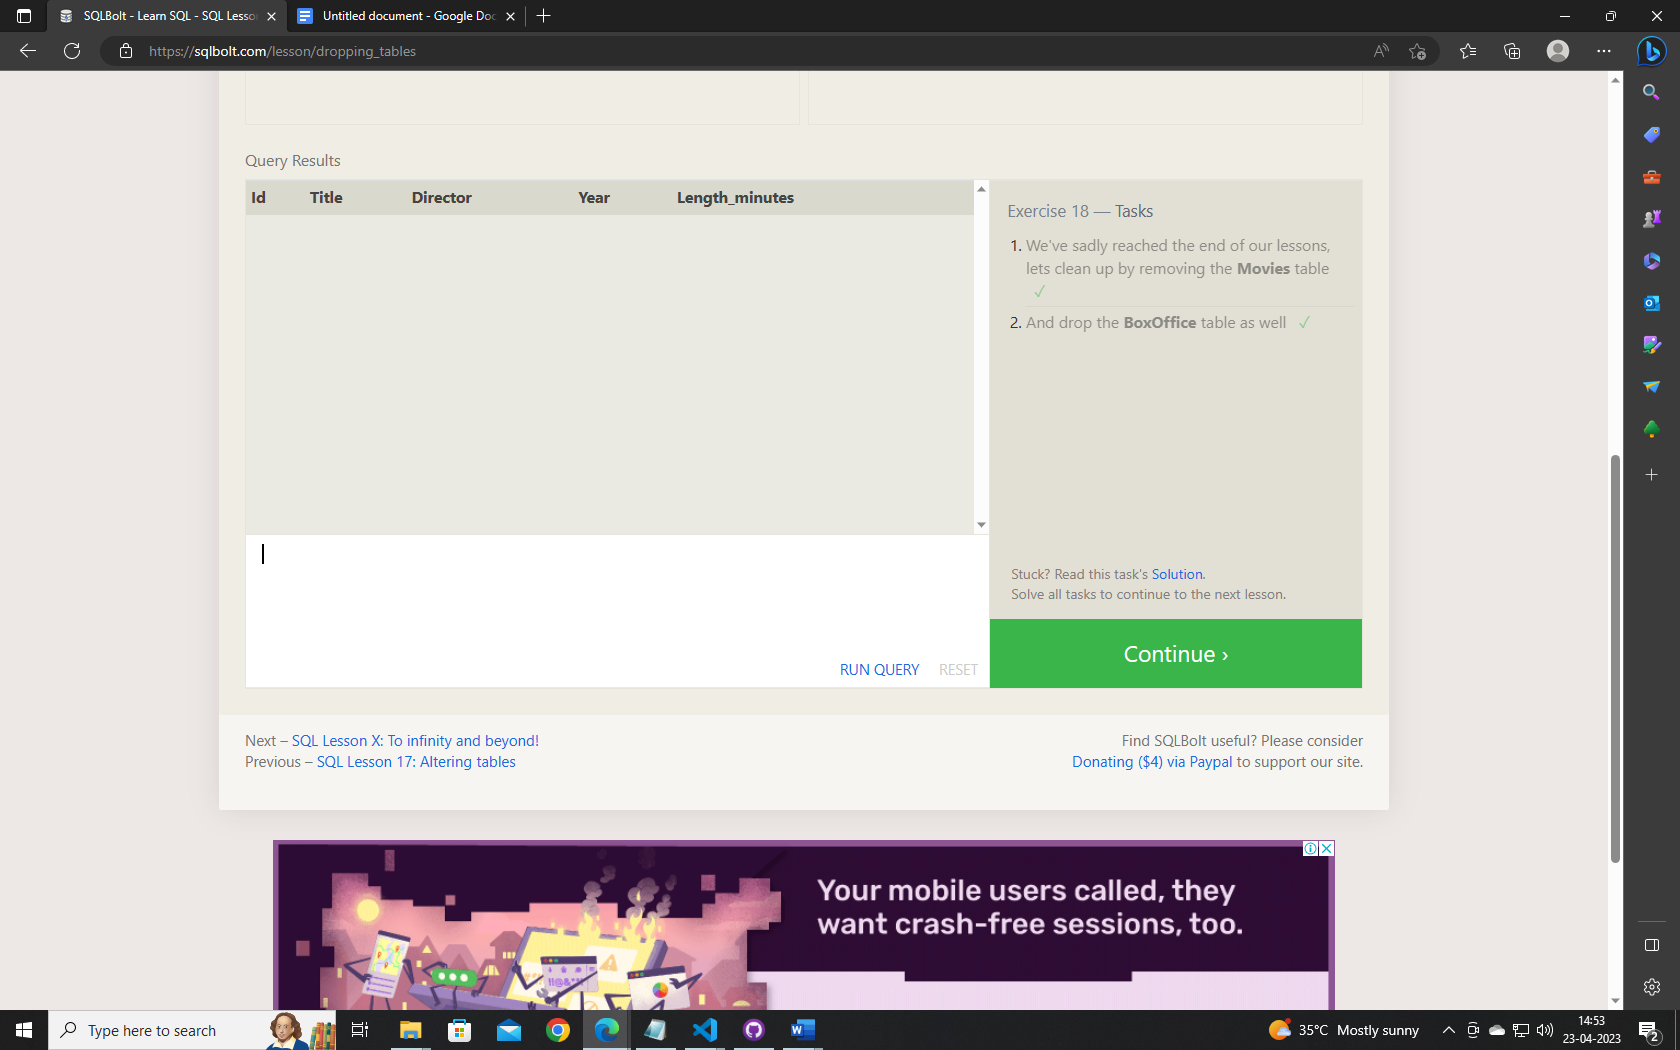 SQLBolt - Learn SQL - SQL Lesso
Untitled document - Google Doc
https://sqlbolt.com/lesson/dropping_tables
Query Results
Id Title Director Year Length_minutes
Exercise 18 — Tasks
1. We've sadly reached the end of our lessons,
lets clean up by removing the Movies table
✓
2. And drop the BoxOffice table as well ✓
Stuck? Read this task's Solution.
Solve all tasks to continue to the next lesson.
RUN QUERY RESET
Continue ›
Next – SQL Lesson X: To infinity and beyond!
Previous – SQL Lesson 17: Altering tables
Find SQLBolt useful? Please consider
Donating ($4) via Paypal to support our site.
Your mobile users called, they
want crash-free sessions, too.
Type here to search
35°C Mostly sunny
14:53
23-04-2023
2